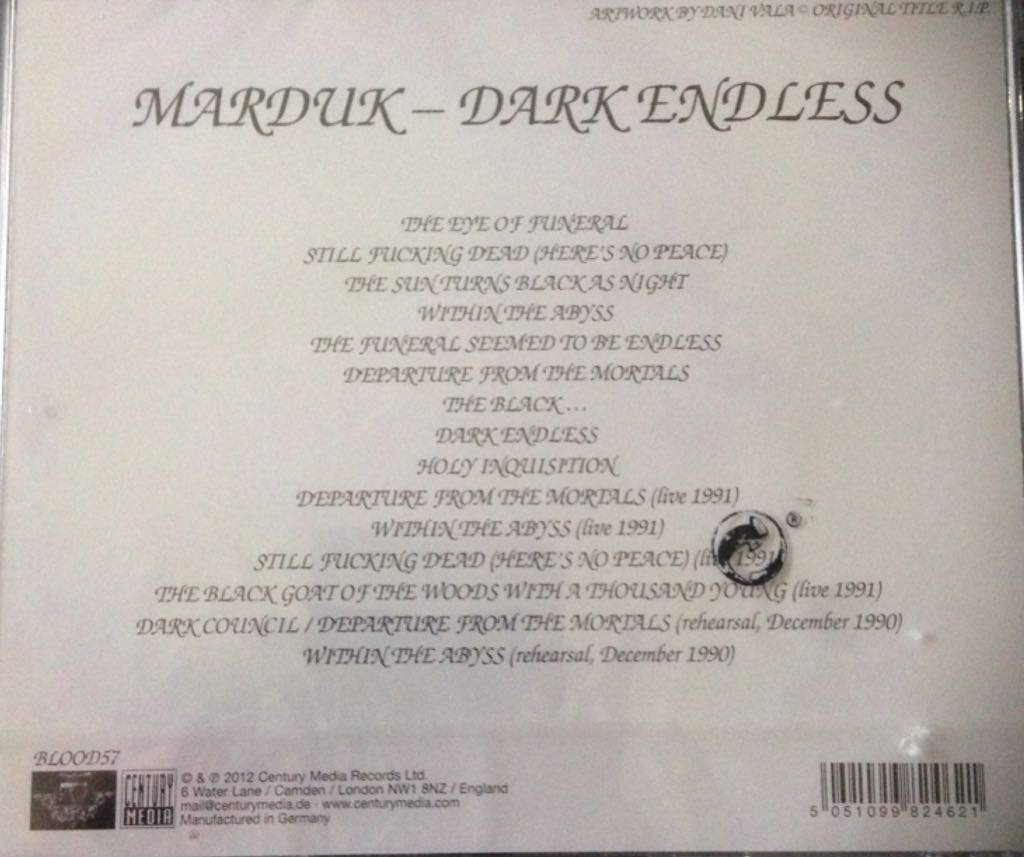 ARTWORK BY DANI VALA © ORIGINAL TITLE R.I.P.
MARDUK – DARK ENDLESS
THE EYE OF FUNERAL
STILL FUCKING DEAD (HERE'S NO PEACE)
THE SUN TURNS BLACK AS NIGHT
WITHIN THE ABYSS
THE FUNERAL SEEMED TO BE ENDLESS
DEPARTURE FROM THE MORTALS
THE BLACK ...
DARK ENDLESS
HOLY INQUISITION
DEPARTURE FROM THE MORTALS (live 1991)
WITHIN THE ABYSS (live 1991)
STILL FUCKING DEAD (HERE'S NO PEACE) (live 1991)
®
THE BLACK GOAT OF THE WOODS WITH A THOUSAND YOUNG (live 1991)
DARK COUNCIL / DEPARTURE FROM THE MORTALS (rehearsal, December 1990)
WITHIN THE ABYSS (rehearsal, December 1990)
BLOOD57
CENTURY MEDIA
© & ℗ 2012 Century Media Records Ltd.
6 Water Lane / Camden / London NW1 8NZ / England
mail@centurymedia.de · www.centurymedia.com
Manufactured in Germany
5 051099 824621